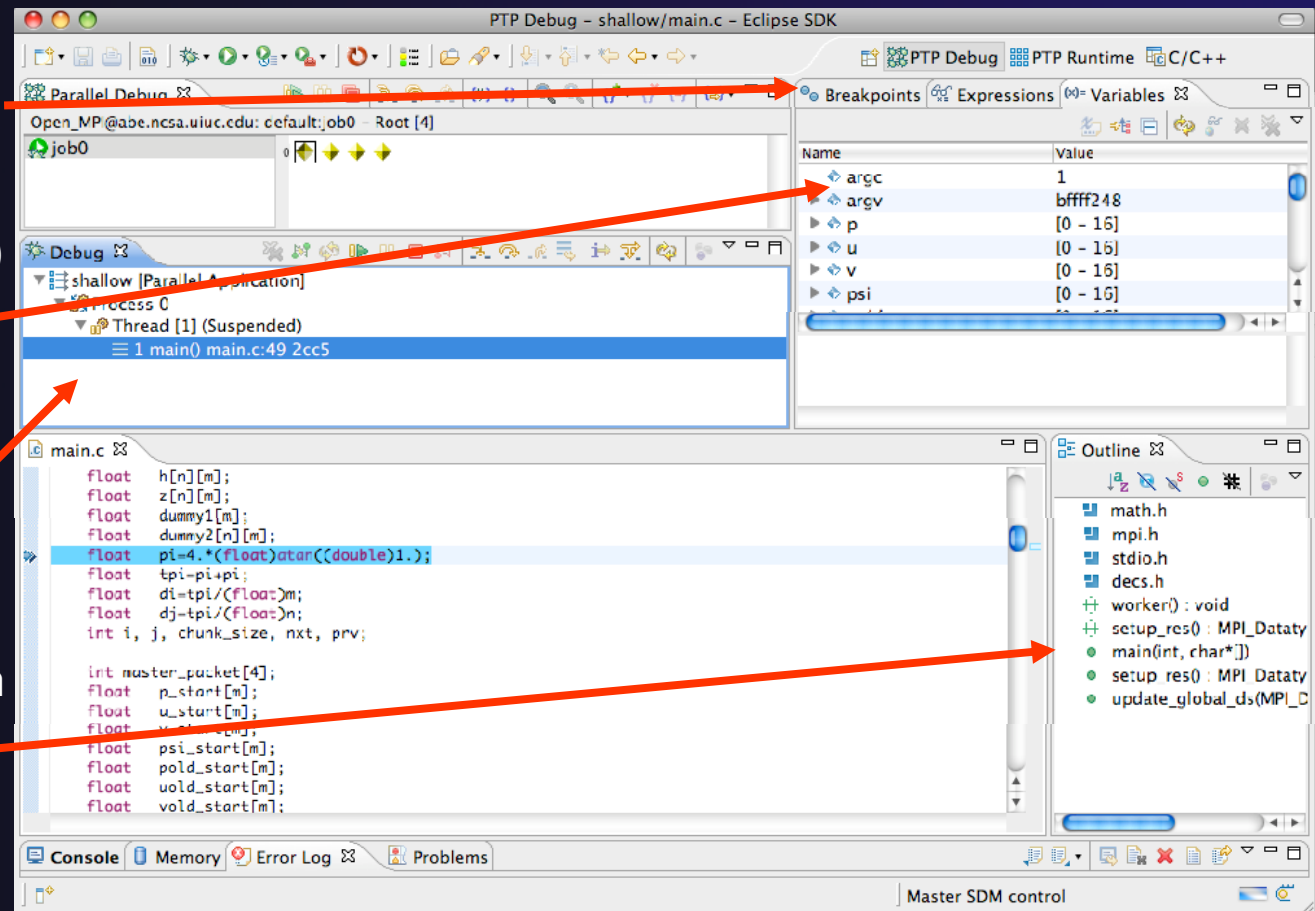 PTP Debug - shallow/main.c - Eclipse SDK
PTP Debug PTP Runtime C/C++
Parallel Debug
Open_MPI@abe.ncsa.uiuc.edu: default:job0 - Root [4]
job0
0
Breakpoints Expressions (x)= Variables
Name Value
argc 1
argv bffff248
p [0 - 16]
u [0 - 16]
v [0 - 16]
psi [0 - 16]
Debug
shallow [Parallel Application]
Process 0
Thread [1] (Suspended)
1 main() main.c:49 2cc5
main.c
float h[n][m];
float z[n][m];
float dummy1[m];
float dummy2[n][m];
float pi=4.*(float)atan((double)1.);
float tpi=pi+pi;
float di=tpi/(float)m;
float dj=tpi/(float)n;
int i, j, chunk_size, nxt, prv;
int master_packet[4];
float p_start[m];
float u_start[m];
float v_start[m];
float psi_start[m];
float pold_start[m];
float uold_start[m];
float vold_start[m];
Outline
math.h
mpi.h
stdio.h
decs.h
worker() : void
setup_res() : MPI_Dataty
main(int, char*[])
setup_res() : MPI_Dataty
update_global_ds(MPI_D
Console Memory Error Log Problems
Master SDM control